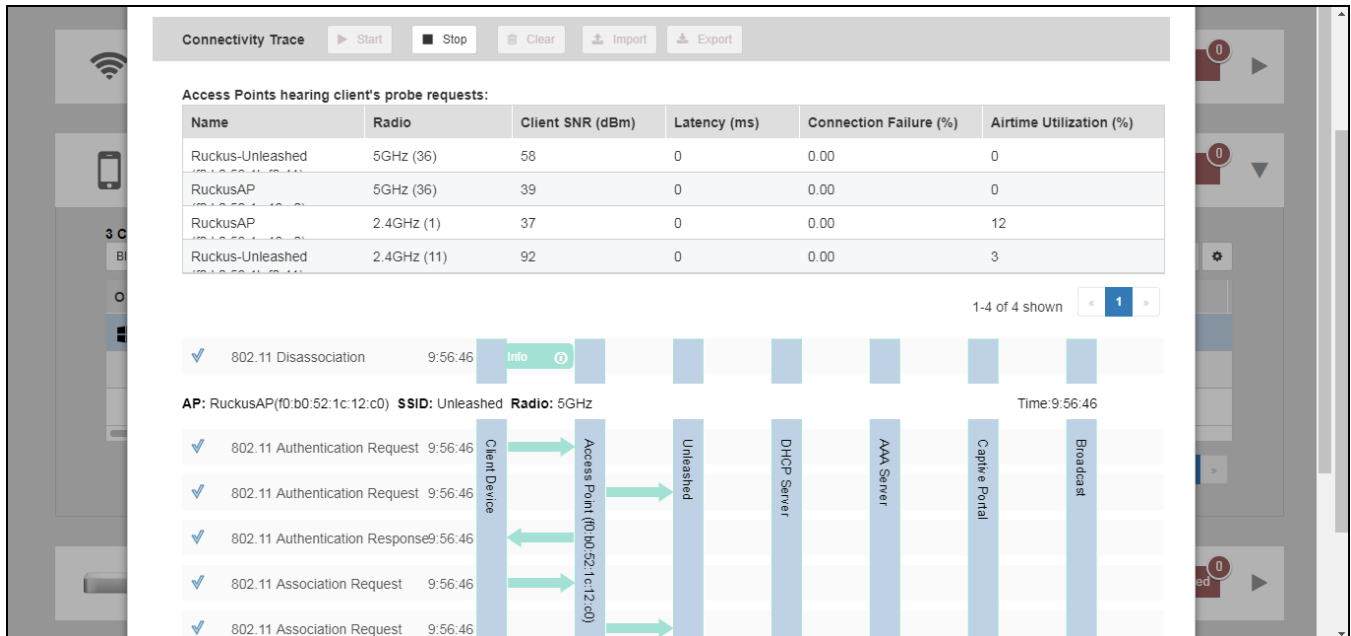 Connectivity Trace Start Stop Clear Import Export
0
Access Points hearing client's probe requests:
Name Radio Client SNR (dBm) Latency (ms) Connection Failure (%) Airtime Utilization (%)
Ruckus-Unleashed 5GHz (36) 58 0 0.00 0
0
RuckusAP 5GHz (36) 39 0 0.00 0
RuckusAP 2.4GHz (1) 37 0 0.00 12
3 C
Ruckus-Unleashed 2.4GHz (11) 92 0 0.00 3
Bl
O
1-4 of 4 shown « 1 »
802.11 Disassociation 9:56:46 Info
AP: RuckusAP(f0:b0:52:1c:12:c0) SSID: Unleashed Radio: 5GHz Time:9:56:46
802.11 Authentication Request 9:56:46
802.11 Authentication Request 9:56:46
802.11 Authentication Response9:56:46
802.11 Association Request 9:56:46
802.11 Association Request 9:56:46
Client Device
Access Point (f0:b0:52:1c:12:c0)
Unleashed
DHCP Server
AAA Server
Captive Portal
Broadcast
»
0
ed